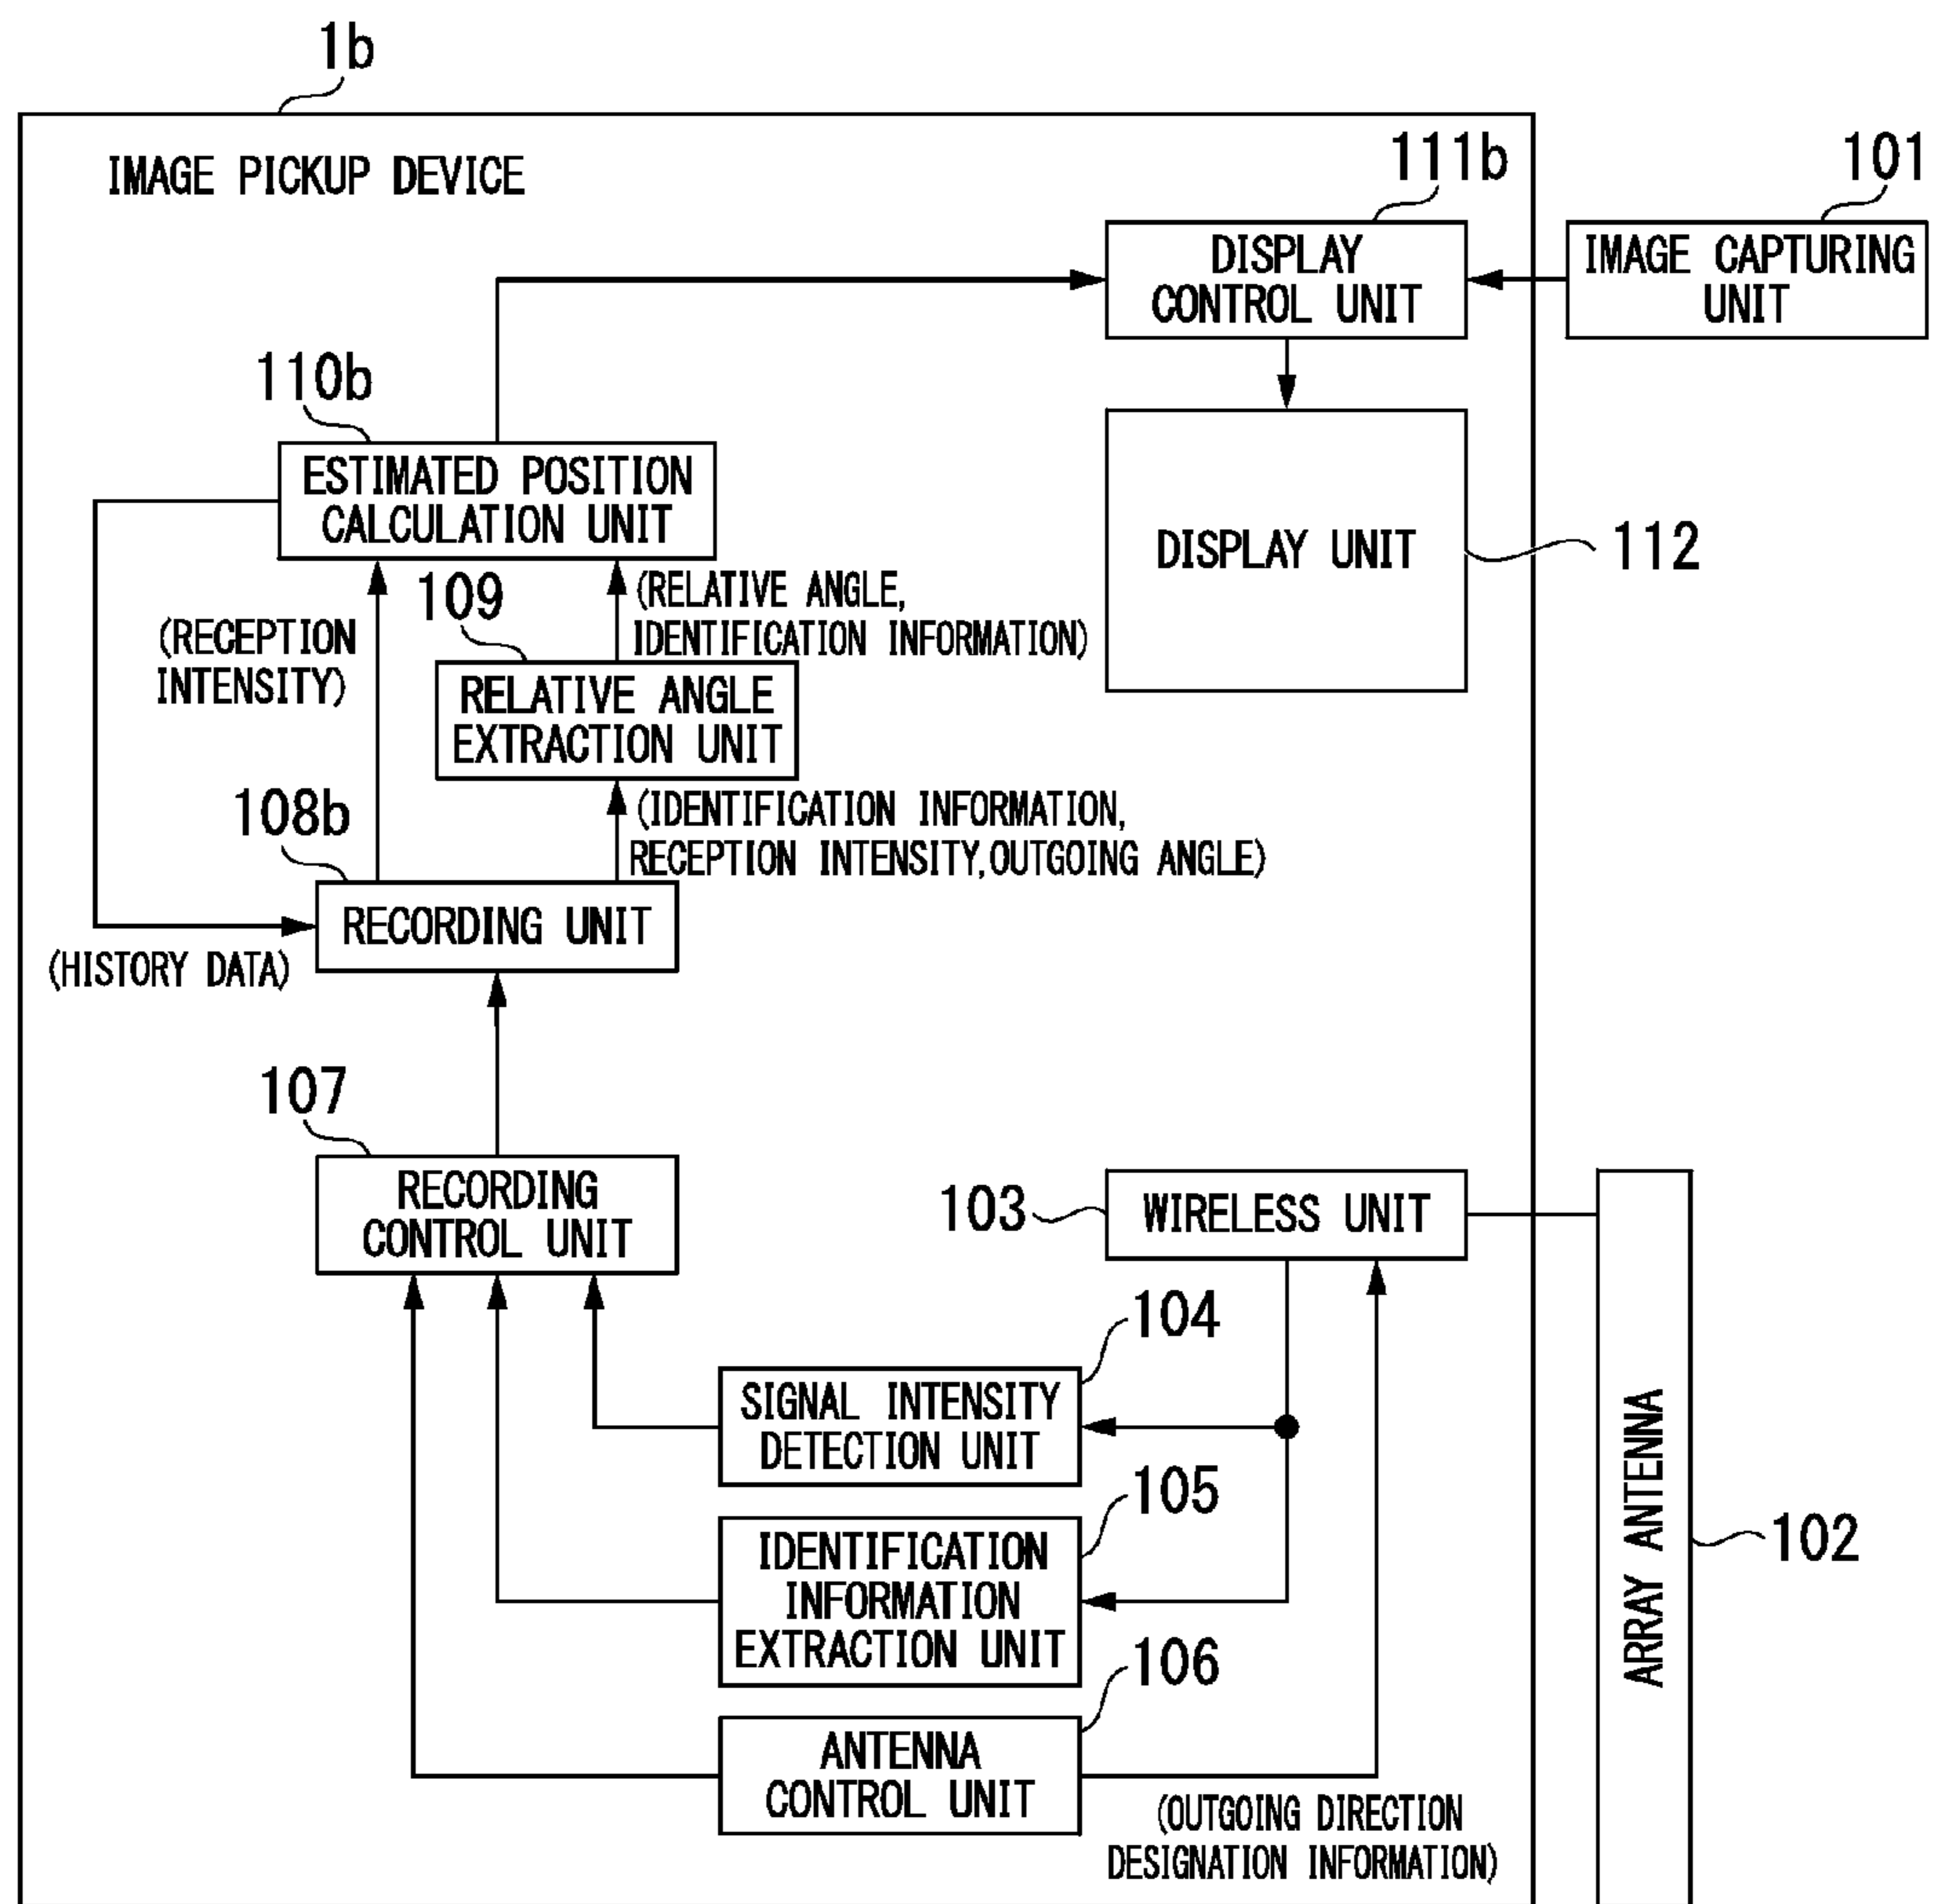 1b
IMAGE PICKUP DEVICE
111b
101
DISPLAY
CONTROL UNIT
IMAGE CAPTURING
UNIT
110b
ESTIMATED POSITION
CALCULATION UNIT
DISPLAY UNIT
112
(RECEPTION
INTENSITY)
109
(RELATIVE ANGLE,
IDENTIFICATION INFORMATION)
RELATIVE ANGLE
EXTRACTION UNIT
108b
(IDENTIFICATION INFORMATION,
RECEPTION INTENSITY,OUTGOING ANGLE)
RECORDING UNIT
(HISTORY DATA)
107
RECORDING
CONTROL UNIT
103
WIRELESS UNIT
104
SIGNAL INTENSITY
DETECTION UNIT
105
IDENTIFICATION
INFORMATION
EXTRACTION UNIT
ARRAY ANTENNA
102
106
ANTENNA
CONTROL UNIT
(OUTGOING DIRECTION
DESIGNATION INFORMATION)